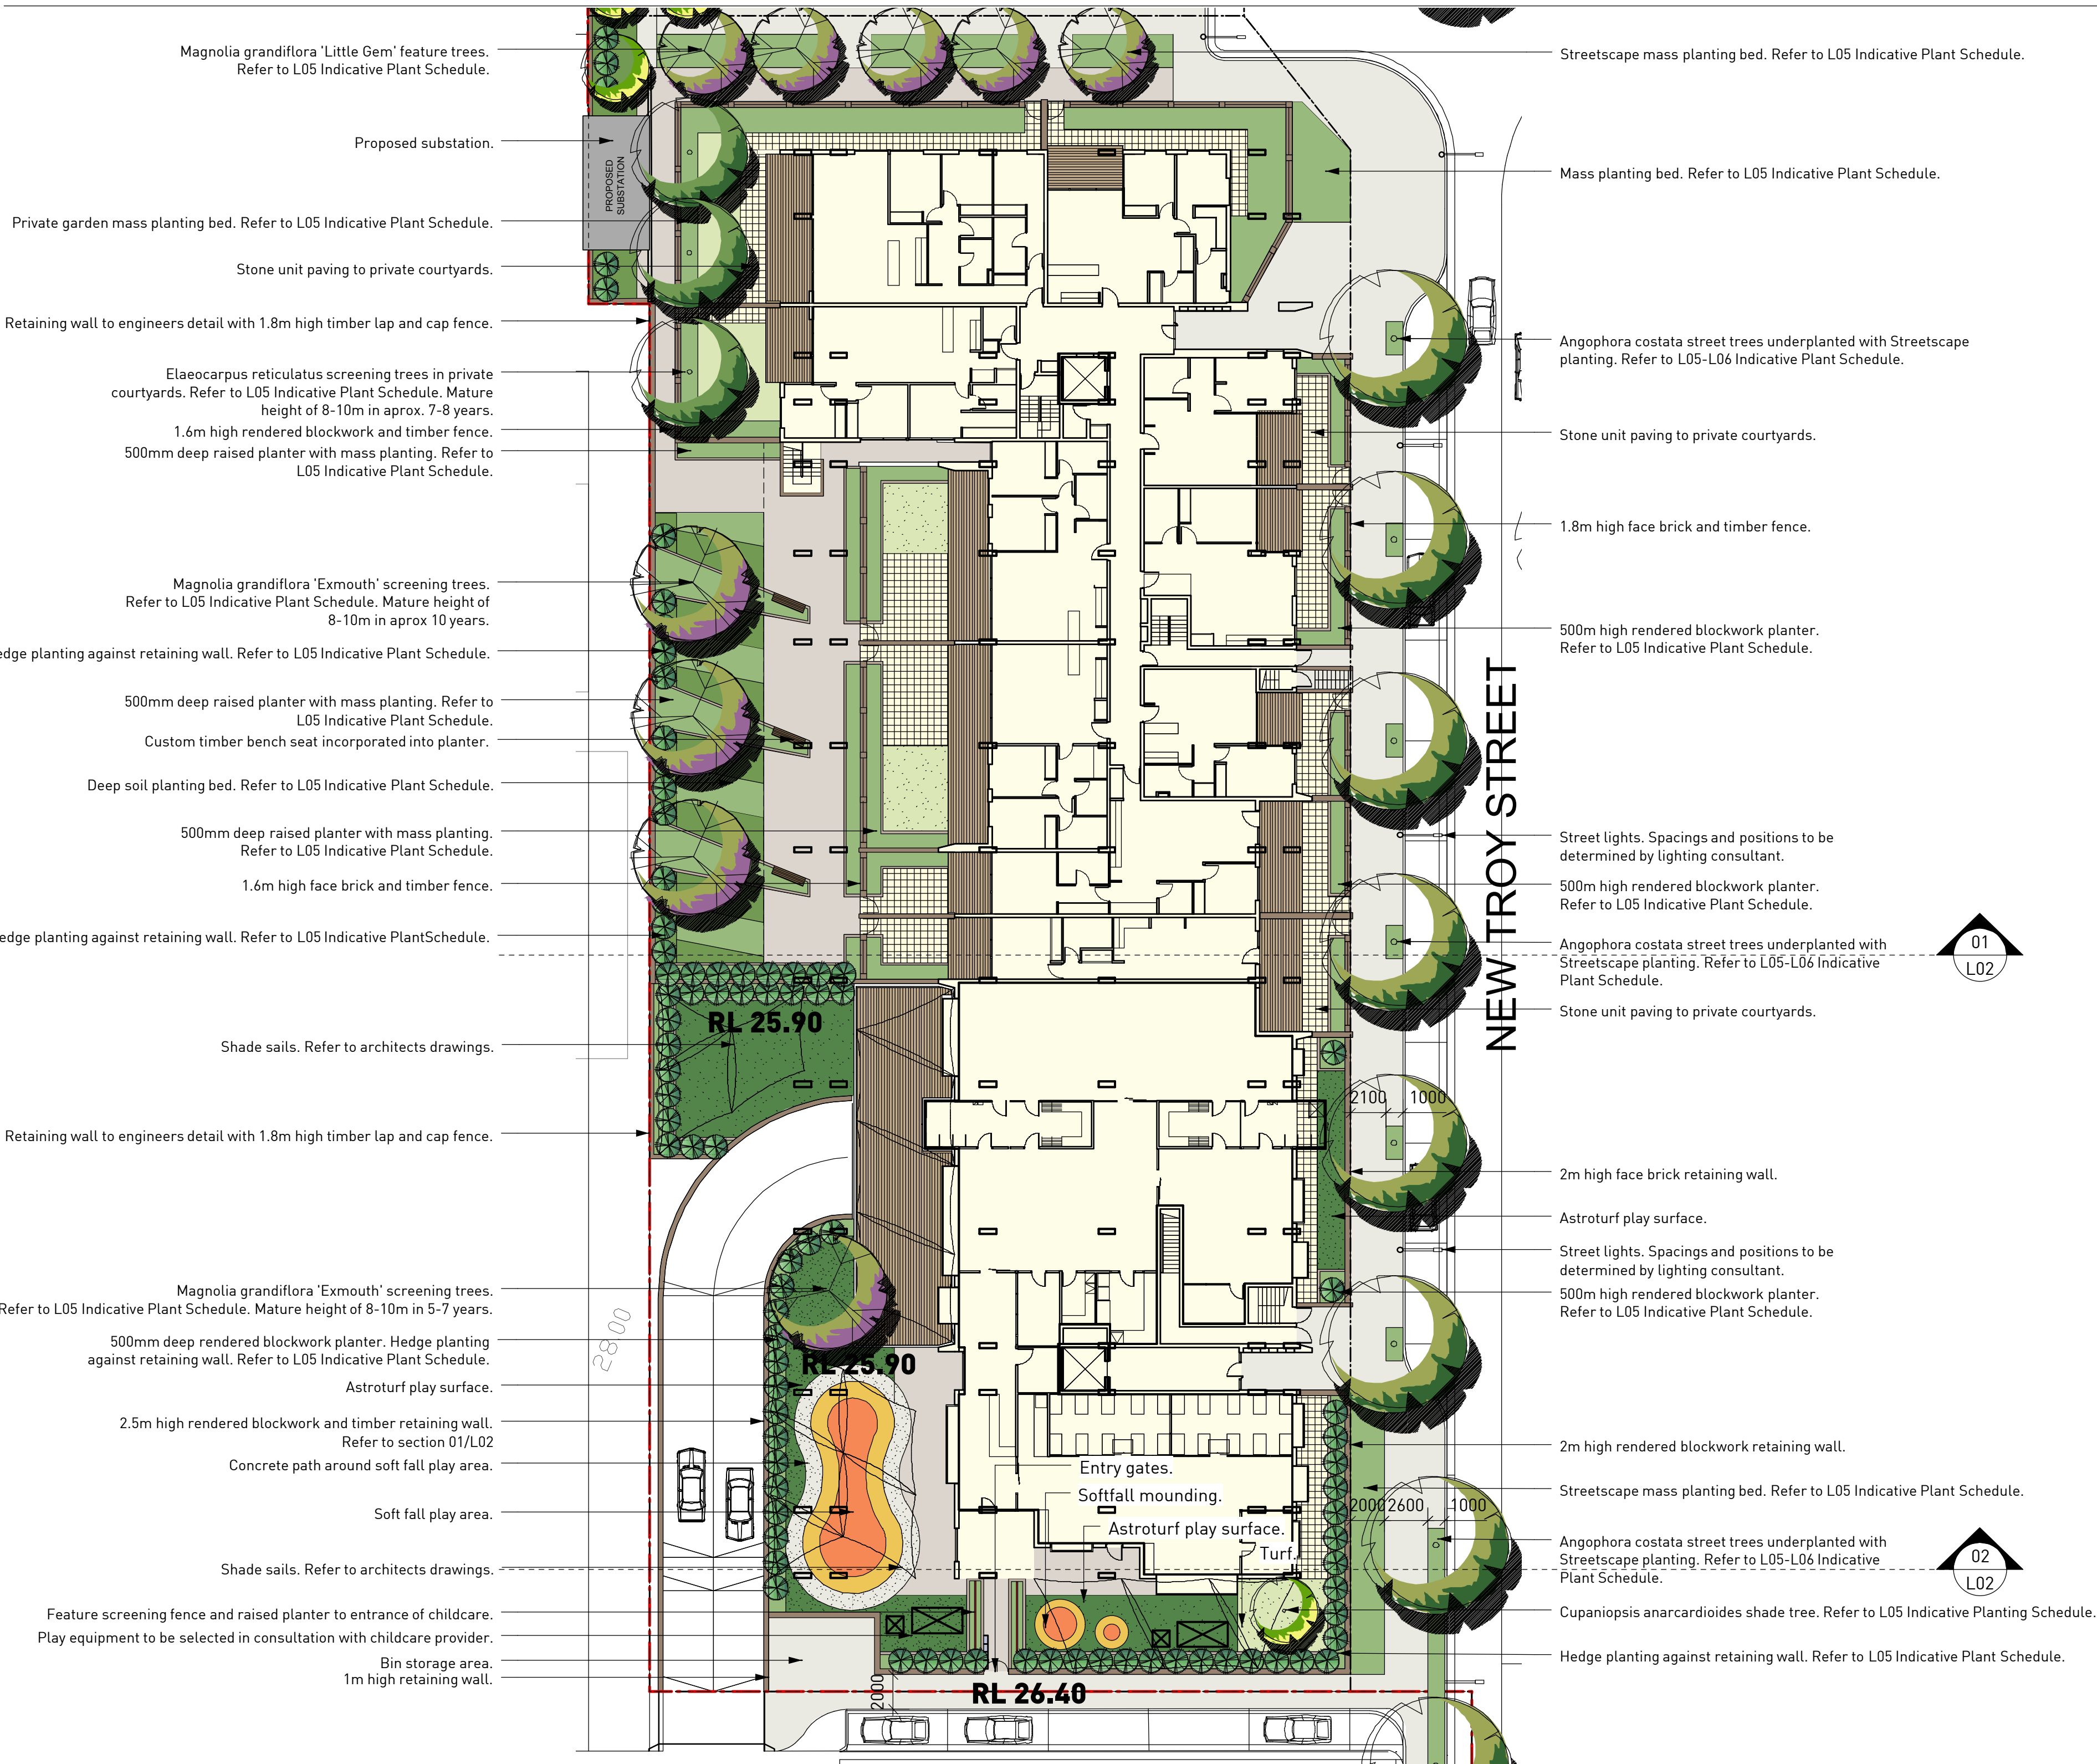 Magnolia grandiflora 'Little Gem' feature trees.
Refer to L05 Indicative Plant Schedule.
Proposed substation.
Private garden mass planting bed. Refer to L05 Indicative Plant Schedule.
Stone unit paving to private courtyards.
Retaining wall to engineers detail with 1.8m high timber lap and cap fence.
Elaeocarpus reticulatus screening trees in private
courtyards. Refer to L05 Indicative Plant Schedule. Mature
height of 8-10m in aprox. 7-8 years.
1.6m high rendered blockwork and timber fence.
500mm deep raised planter with mass planting. Refer to
L05 Indicative Plant Schedule.
Magnolia grandiflora 'Exmouth' screening trees.
Refer to L05 Indicative Plant Schedule. Mature height of
8-10m in aprox 10 years.
edge planting against retaining wall. Refer to L05 Indicative Plant Schedule.
500mm deep raised planter with mass planting. Refer to
L05 Indicative Plant Schedule.
Custom timber bench seat incorporated into planter.
Deep soil planting bed. Refer to L05 Indicative Plant Schedule.
500mm deep raised planter with mass planting.
Refer to L05 Indicative Plant Schedule.
1.6m high face brick and timber fence.
edge planting against retaining wall. Refer to L05 Indicative PlantSchedule.
Shade sails. Refer to architects drawings.
Retaining wall to engineers detail with 1.8m high timber lap and cap fence.
Magnolia grandiflora 'Exmouth' screening trees.
Refer to L05 Indicative Plant Schedule. Mature height of 8-10m in 5-7 years.
500mm deep rendered blockwork planter. Hedge planting
against retaining wall. Refer to L05 Indicative Plant Schedule.
Astroturf play surface.
2.5m high rendered blockwork and timber retaining wall.
Refer to section 01/L02
Concrete path around soft fall play area.
Soft fall play area.
Shade sails. Refer to architects drawings.
Feature screening fence and raised planter to entrance of childcare.
Play equipment to be selected in consultation with childcare provider.
Bin storage area.
1m high retaining wall.
PROPOSED
SUBSTATION
RL 25.90
28.00
RL 25.90
Entry gates.
Softfall mounding.
Astroturf play surface.
Turf.
2000
RL 26.40
2100
1000
2000
2600
1000
NEW TROY STREET
Streetscape mass planting bed. Refer to L05 Indicative Plant Schedule.
Mass planting bed. Refer to L05 Indicative Plant Schedule.
Angophora costata street trees underplanted with Streetscape
planting. Refer to L05-L06 Indicative Plant Schedule.
Stone unit paving to private courtyards.
1.8m high face brick and timber fence.
500m high rendered blockwork planter.
Refer to L05 Indicative Plant Schedule.
Street lights. Spacings and positions to be
determined by lighting consultant.
500m high rendered blockwork planter.
Refer to L05 Indicative Plant Schedule.
Angophora costata street trees underplanted with
Streetscape planting. Refer to L05-L06 Indicative
Plant Schedule.
01
L02
Stone unit paving to private courtyards.
2m high face brick retaining wall.
Astroturf play surface.
Street lights. Spacings and positions to be
determined by lighting consultant.
500m high rendered blockwork planter.
Refer to L05 Indicative Plant Schedule.
2m high rendered blockwork retaining wall.
Streetscape mass planting bed. Refer to L05 Indicative Plant Schedule.
Angophora costata street trees underplanted with
Streetscape planting. Refer to L05-L06 Indicative
Plant Schedule.
02
L02
Cupaniopsis anarcardioides shade tree. Refer to L05 Indicative Planting Schedule.
Hedge planting against retaining wall. Refer to L05 Indicative Plant Schedule.